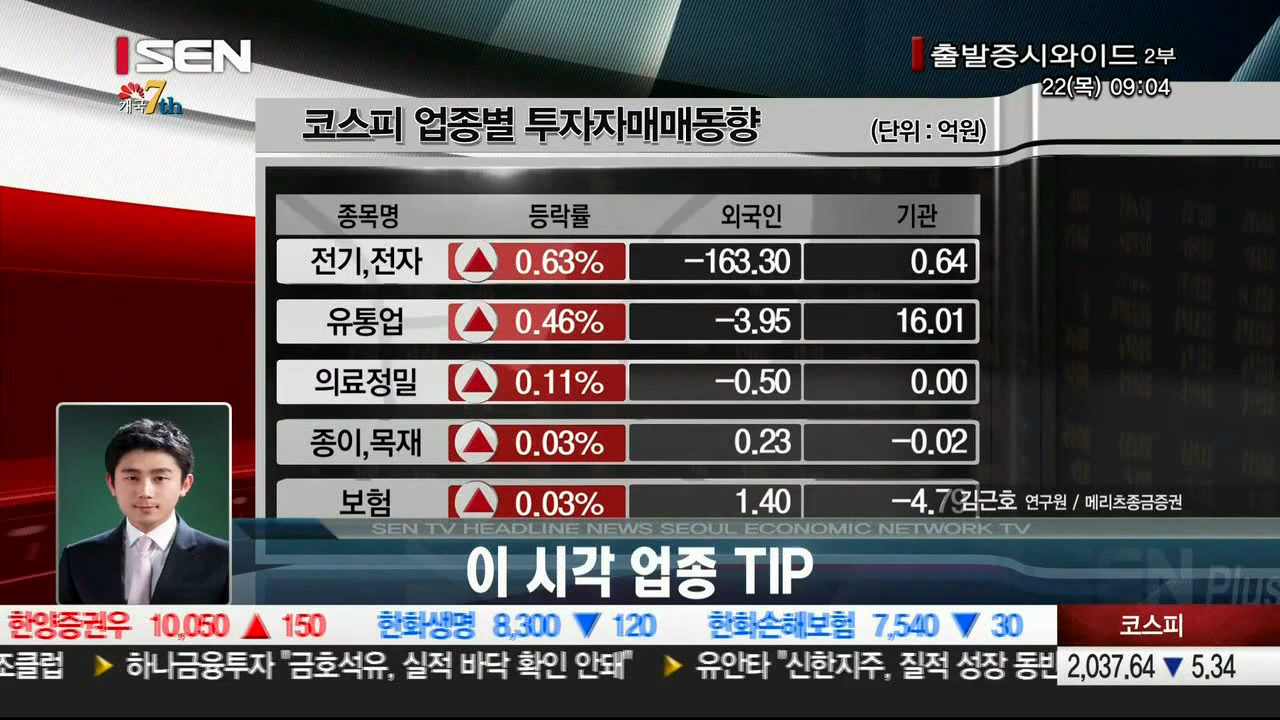 SEN
개국 7th
출발증시와이드 2부
22(목) 09:04
코스피 업종별 투자자매매동향 (단위 : 억원)
종목명 등락률 외국인 기관
전기,전자 ▲ 0.63% -163.30 0.64
유통업 ▲ 0.46% -3.95 16.01
의료정밀 ▲ 0.11% -0.50 0.00
종이,목재 ▲ 0.03% 0.23 -0.02
보험 ▲ 0.03% 1.40 -4.79
김근호 연구원 / 메리츠종금증권
SEN TV HEADLINE NEWS SEOUL ECONOMIC NETWORK TV
이 시각 업종 TIP
EN Plus
한양증권우 10,050 ▲ 150 한화생명 8,300 ▼ 120 한화손해보험 7,540 ▼ 30
코스피
조클럽 ▶ 하나금융투자 "금호석유, 실적 바닥 확인 안돼" ▶ 유안타 "신한지주, 질적 성장 동반
2,037.64 ▼ 5.34